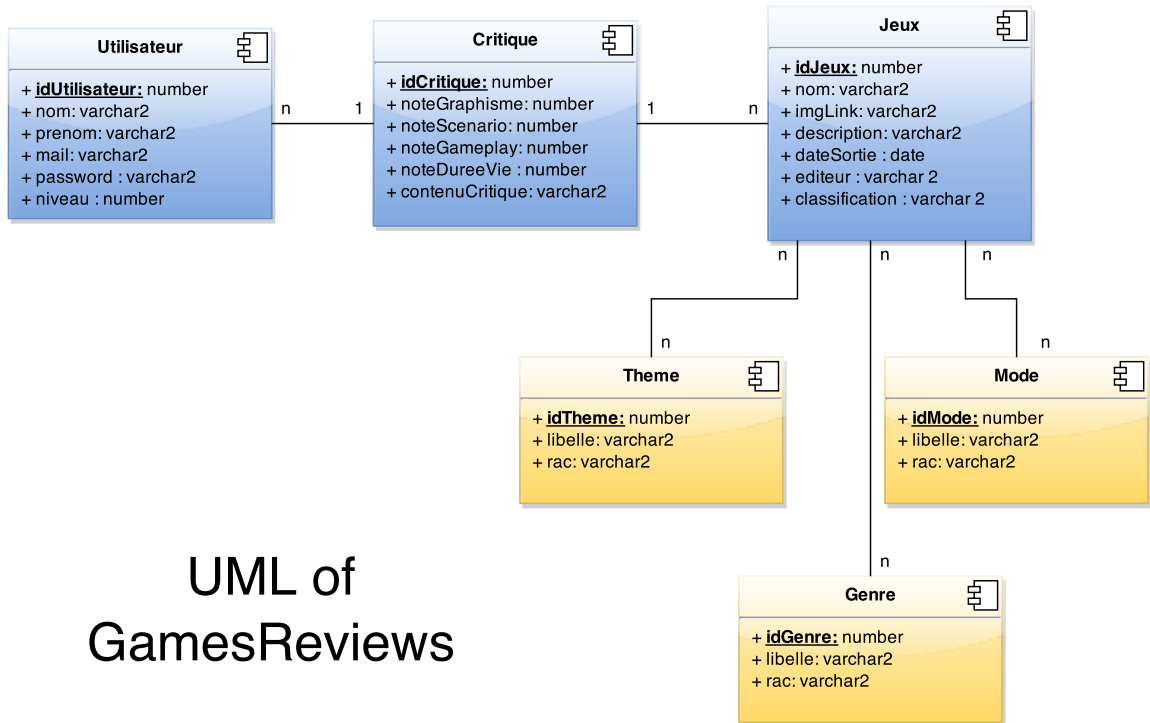 Utilisateur
+ idUtilisateur: number
+ nom: varchar2
+ prenom: varchar2
+ mail: varchar2
+ password : varchar2
+ niveau : number
n
1
Critique
+ idCritique: number
+ noteGraphisme: number
+ noteScenario: number
+ noteGameplay: number
+ noteDureeVie : number
+ contenuCritique: varchar2
1
n
Jeux
+ idJeux: number
+ nom: varchar2
+ imgLink: varchar2
+ description: varchar2
+ dateSortie : date
+ editeur : varchar 2
+ classification : varchar 2
n
n
n
n
n
Theme
+ idTheme: number
+ libelle: varchar2
+ rac: varchar2
Mode
+ idMode: number
+ libelle: varchar2
+ rac: varchar2
n
Genre
+ idGenre: number
+ libelle: varchar2
+ rac: varchar2
UML of
GamesReviews